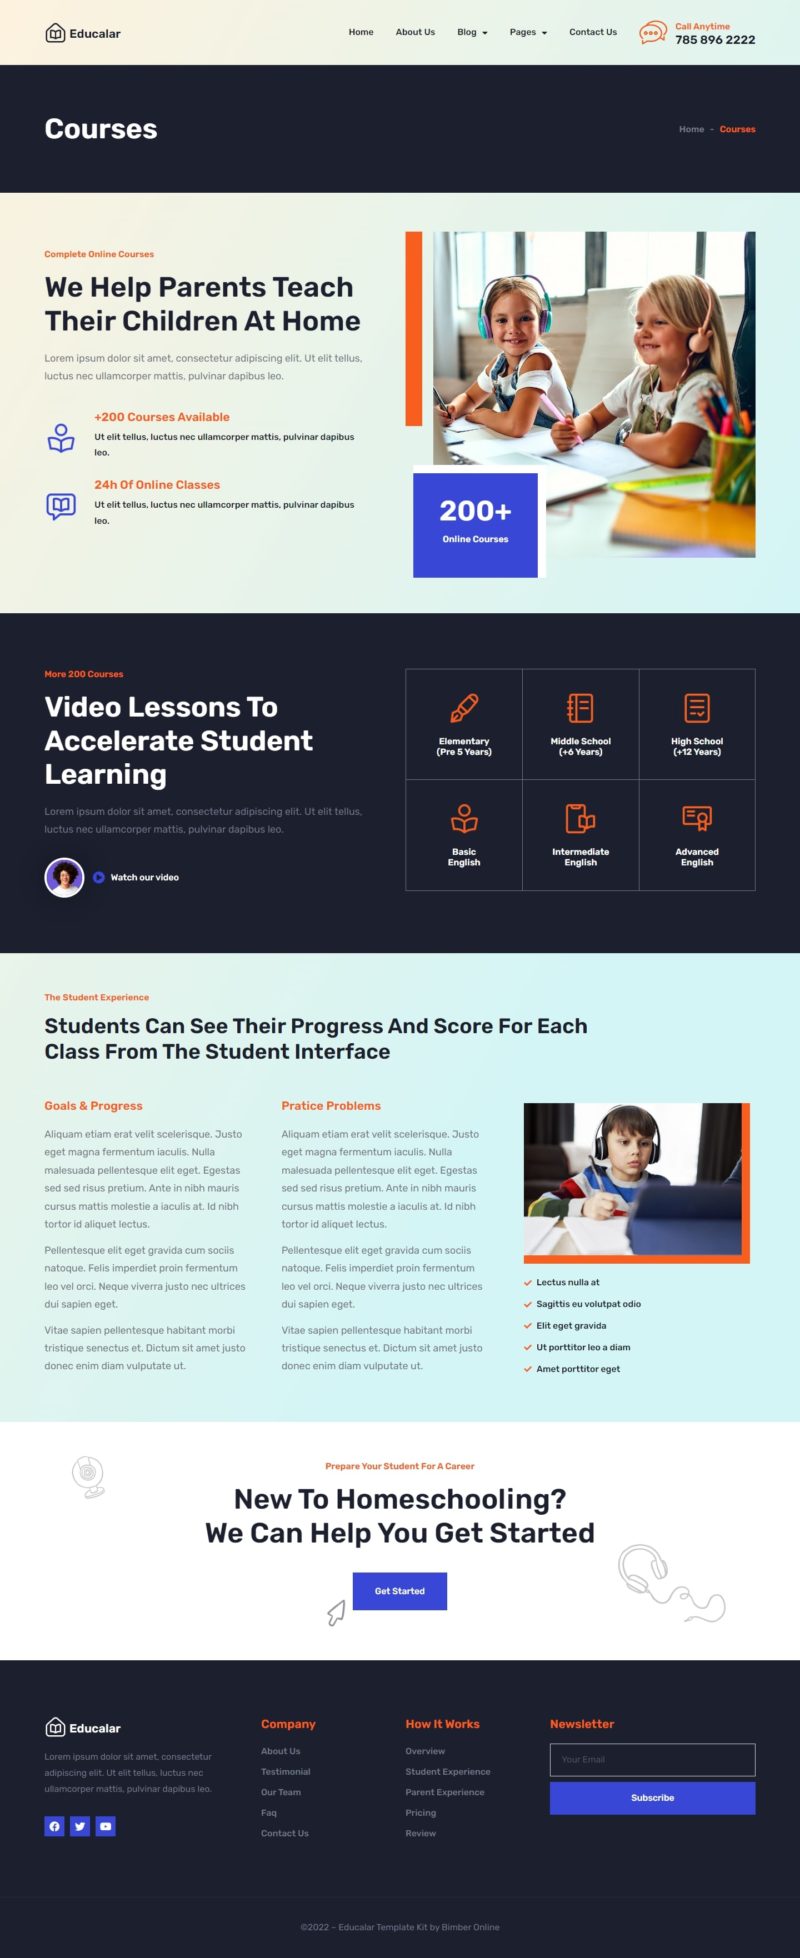 Educalar
Home
About Us
Blog
Pages
Contact Us
Call Anytime
785 896 2222
Courses
Home - Courses
Complete Online Courses
We Help Parents Teach
Their Children At Home
Lorem ipsum dolor sit amet, consectetur adipiscing elit. Ut elit tellus,
luctus nec ullamcorper mattis, pulvinar dapibus leo.
+200 Courses Available
Ut elit tellus, luctus nec ullamcorper mattis, pulvinar dapibus
leo.
24h Of Online Classes
Ut elit tellus, luctus nec ullamcorper mattis, pulvinar dapibus
leo.
200+
Online Courses
More 200 Courses
Video Lessons To
Accelerate Student
Learning
Lorem ipsum dolor sit amet, consectetur adipiscing elit. Ut elit tellus,
luctus nec ullamcorper mattis, pulvinar dapibus leo.
Watch our video
Elementary
(Pre 5 Years)
Middle School
(+6 Years)
High School
(+12 Years)
Basic
English
Intermediate
English
Advanced
English
The Student Experience
Students Can See Their Progress And Score For Each
Class From The Student Interface
Goals & Progress
Aliquam etiam erat velit scelerisque. Justo
eget magna fermentum iaculis. Nulla
malesuada pellentesque elit eget. Egestas
sed sed risus pretium. Ante in nibh mauris
cursus mattis molestie a iaculis at. Id nibh
tortor id aliquet lectus.
Pellentesque elit eget gravida cum sociis
natoque. Felis imperdiet proin fermentum
leo vel orci. Neque viverra justo nec ultrices
dui sapien eget.
Vitae sapien pellentesque habitant morbi
tristique senectus et. Dictum sit amet justo
donec enim diam vulputate ut.
Pratice Problems
Aliquam etiam erat velit scelerisque. Justo
eget magna fermentum iaculis. Nulla
malesuada pellentesque elit eget. Egestas
sed sed risus pretium. Ante in nibh mauris
cursus mattis molestie a iaculis at. Id nibh
tortor id aliquet lectus.
Pellentesque elit eget gravida cum sociis
natoque. Felis imperdiet proin fermentum
leo vel orci. Neque viverra justo nec ultrices
dui sapien eget.
Vitae sapien pellentesque habitant morbi
tristique senectus et. Dictum sit amet justo
donec enim diam vulputate ut.
Lectus nulla at
Sagittis eu volutpat odio
Elit eget gravida
Ut porttitor leo a diam
Amet porttitor eget
Prepare Your Student For A Career
New To Homeschooling?
We Can Help You Get Started
Get Started
Educalar
Lorem ipsum dolor sit amet, consectetur
adipiscing elit. Ut elit tellus, luctus nec
ullamcorper mattis, pulvinar dapibus leo.
Company
About Us
Testimonial
Our Team
Faq
Contact Us
How It Works
Overview
Student Experience
Parent Experience
Pricing
Review
Newsletter
Your Email
Subscribe
©2022 – Educalar Template Kit by Bimber Online